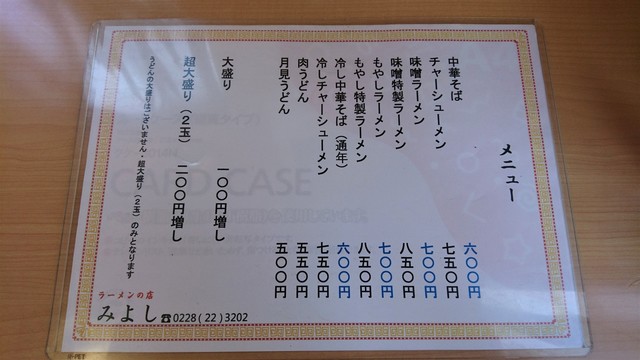 メニュー
中華そば 六〇〇円
チャーシューメン 七五〇円
味噌ラーメン 七〇〇円
味噌特製ラーメン 八五〇円
もやしラーメン 七〇〇円
もやし特製ラーメン 八五〇円
冷し中華そば（通年） 六〇〇円
冷しチャーシューメン 七五〇円
肉うどん 五五〇円
月見うどん 五〇〇円
大盛り 一〇〇円増し
超大盛り（２玉） 二〇〇円増し
うどんの大盛りはございません・超大盛り（２玉）のみとなります
ラーメンの店
みよし ☎0228(22)3202
CARD CASE